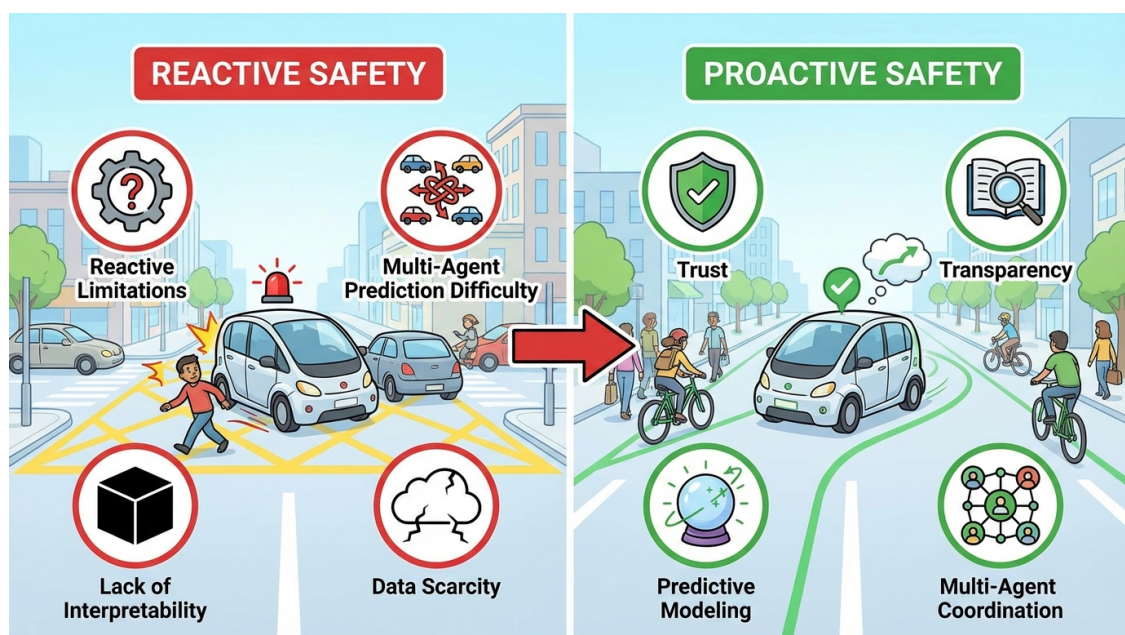 REACTIVE SAFETY
Reactive
Limitations
Multi-Agent
Prediction Difficulty
Lack of
Interpretability
Data Scarcity
PROACTIVE SAFETY
Trust
Transparency
Predictive
Modeling
Multi-Agent
Coordination